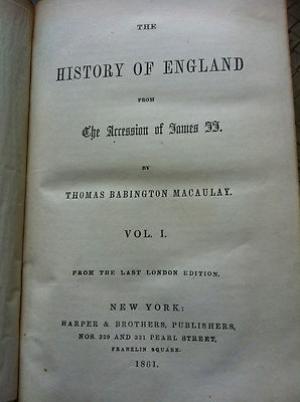 THE
HISTORY OF ENGLAND
FROM
The Accession of James II.
BY
THOMAS BABINGTON MACAULAY.
VOL. I.
FROM THE LAST LONDON EDITION.
NEW YORK:
HARPER & BROTHERS, PUBLISHERS,
NOS. 329 AND 331 PEARL STREET,
FRANKLIN SQUARE.
1861.